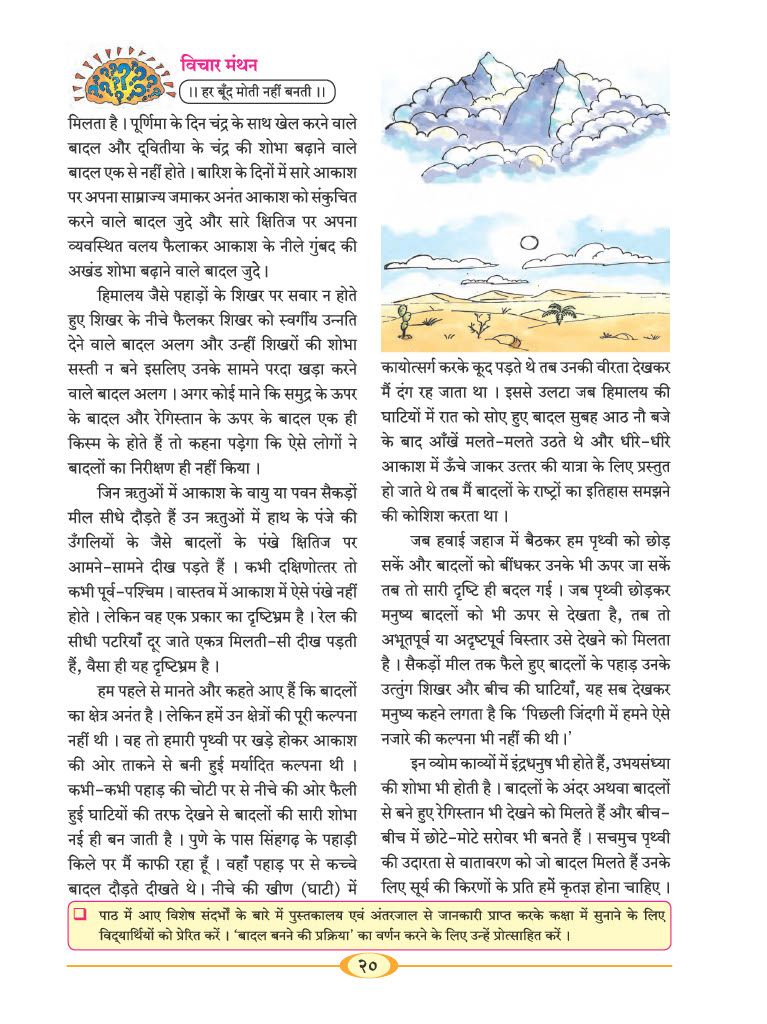 विचार मंथन
।। हर बूँद मोती नहीं बनती ।।
मिलता है । पूर्णिमा के दिन चंद्र के साथ खेल करने वाले
बादल और द्‌वितीया के चंद्र की शोभा बढ़ाने वाले
बादल एक से नहीं होते । बारिश के दिनों में सारे आकाश
पर अपना साम्राज्य जमाकर अनंत आकाश को संकुचित
करने वाले बादल जुदे और सारे क्षितिज पर अपना
व्यवस्थित वलय फैलाकर आकाश के नीले गुंबद की
अखंड शोभा बढ़ाने वाले बादल जुदे ।
हिमालय जैसे पहाड़ों के शिखर पर सवार न होते
हुए शिखर के नीचे फैलकर शिखर को स्वर्गीय उन्नति
देने वाले बादल अलग और उन्हीं शिखरों की शोभा
सस्ती न बने इसलिए उनके सामने परदा खड़ा करने
वाले बादल अलग । अगर कोई माने कि समुद्र के ऊपर
के बादल और रेगिस्तान के ऊपर के बादल एक ही
किस्म के होते हैं तो कहना पड़ेगा कि ऐसे लोगों ने
बादलों का निरीक्षण ही नहीं किया ।
जिन ऋतुओं में आकाश के वायु या पवन सैकड़ों
मील सीधे दौड़ते हैं उन ऋतुओं में हाथ के पंजे की
उँगलियों के जैसे बादलों के पंखे क्षितिज पर
आमने-सामने दीख पड़ते हैं । कभी दक्षिणोत्तर तो
कभी पूर्व-पश्चिम । वास्तव में आकाश में ऐसे पंखे नहीं
होते । लेकिन वह एक प्रकार का दृष्टिभ्रम है । रेल की
सीधी पटरियाँ दूर जाते एकत्र मिलती-सी दीख पड़ती
हैं, वैसा ही यह दृष्टिभ्रम है ।
हम पहले से मानते और कहते आए हैं कि बादलों
का क्षेत्र अनंत है । लेकिन हमें उन क्षेत्रों की पूरी कल्पना
नहीं थी । वह तो हमारी पृथ्वी पर खड़े होकर आकाश
की ओर ताकने से बनी हुई मर्यादित कल्पना थी ।
कभी-कभी पहाड़ की चोटी पर से नीचे की ओर फैली
हुई घाटियों की तरफ देखने से बादलों की सारी शोभा
नई ही बन जाती है । पुणे के पास सिंहगढ़ के पहाड़ी
किले पर मैं काफी रहा हूँ । वहाँ पहाड़ पर से कच्चे
बादल दौड़ते दीखते थे । नीचे की खीण (घाटी) में
कायोत्सर्ग करके कूद पड़ते थे तब उनकी वीरता देखकर
मैं दंग रह जाता था । इससे उलटा जब हिमालय की
घाटियों में रात को सोए हुए बादल सुबह आठ नौ बजे
के बाद आँखें मलते-मलते उठते थे और धीरे-धीरे
आकाश में ऊँचे जाकर उत्तर की यात्रा के लिए प्रस्तुत
हो जाते थे तब मैं बादलों के राष्ट्रों का इतिहास समझने
की कोशिश करता था ।
जब हवाई जहाज में बैठकर हम पृथ्वी को छोड़
सकें और बादलों को बींधकर उनके भी ऊपर जा सकें
तब तो सारी दृष्टि ही बदल गई । जब पृथ्वी छोड़कर
मनुष्य बादलों को भी ऊपर से देखता है, तब तो
अभूतपूर्व या अदृष्टपूर्व विस्तार उसे देखने को मिलता
है । सैकड़ों मील तक फैले हुए बादलों के पहाड़ उनके
उत्तुंग शिखर और बीच की घाटियाँ, यह सब देखकर
मनुष्य कहने लगता है कि ‘पिछली जिंदगी में हमने ऐसे
नजारे की कल्पना भी नहीं की थी ।’
इन व्योम काव्यों में इंद्रधनुष भी होते हैं, उभयसंध्या
की शोभा भी होती है । बादलों के अंदर अथवा बादलों
से बने हुए रेगिस्तान भी देखने को मिलते हैं और बीच-
बीच में छोटे-मोटे सरोवर भी बनते हैं । सचमुच पृथ्वी
की उदारता से वातावरण को जो बादल मिलते हैं उनके
लिए सूर्य की किरणों के प्रति हमें कृतज्ञ होना चाहिए ।
❑ पाठ में आए विशेष संदर्भों के बारे में पुस्तकालय एवं अंतरजाल से जानकारी प्राप्त करके कक्षा में सुनाने के लिए
विद्‌यार्थियों को प्रेरित करें । ‘बादल बनने की प्रक्रिया’ का वर्णन करने के लिए उन्हें प्रोत्साहित करें ।
२०